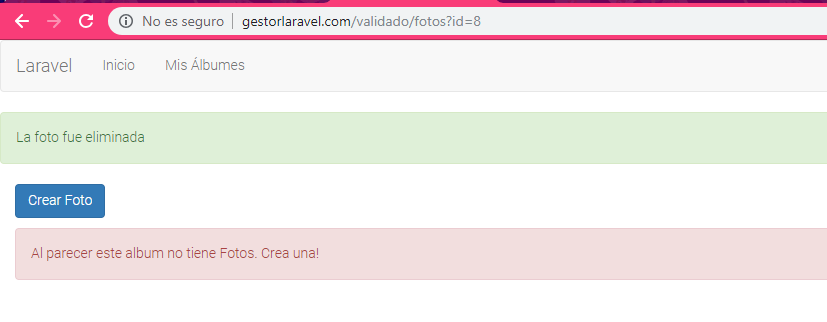 No es seguro gestorlaravel.com/validado/fotos?id=8
Laravel Inicio Mis Álbumes
La foto fue eliminada
Crear Foto
Al parecer este album no tiene Fotos. Crea una!